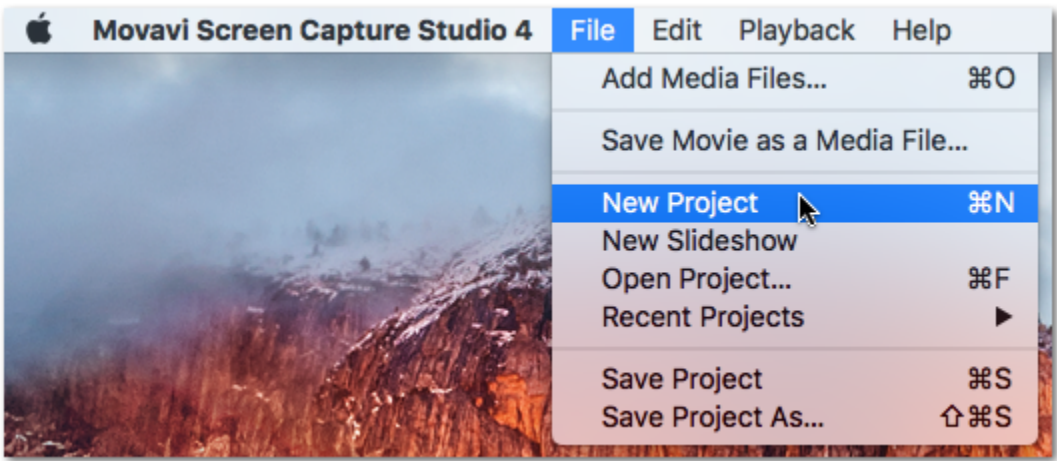 Movavi Screen Capture Studio 4 File Edit Playback Help
Add Media Files... ⌘O
Save Movie as a Media File...
New Project ⌘N
New Slideshow
Open Project... ⌘F
Recent Projects ▶
Save Project ⌘S
Save Project As... ⇧⌘S